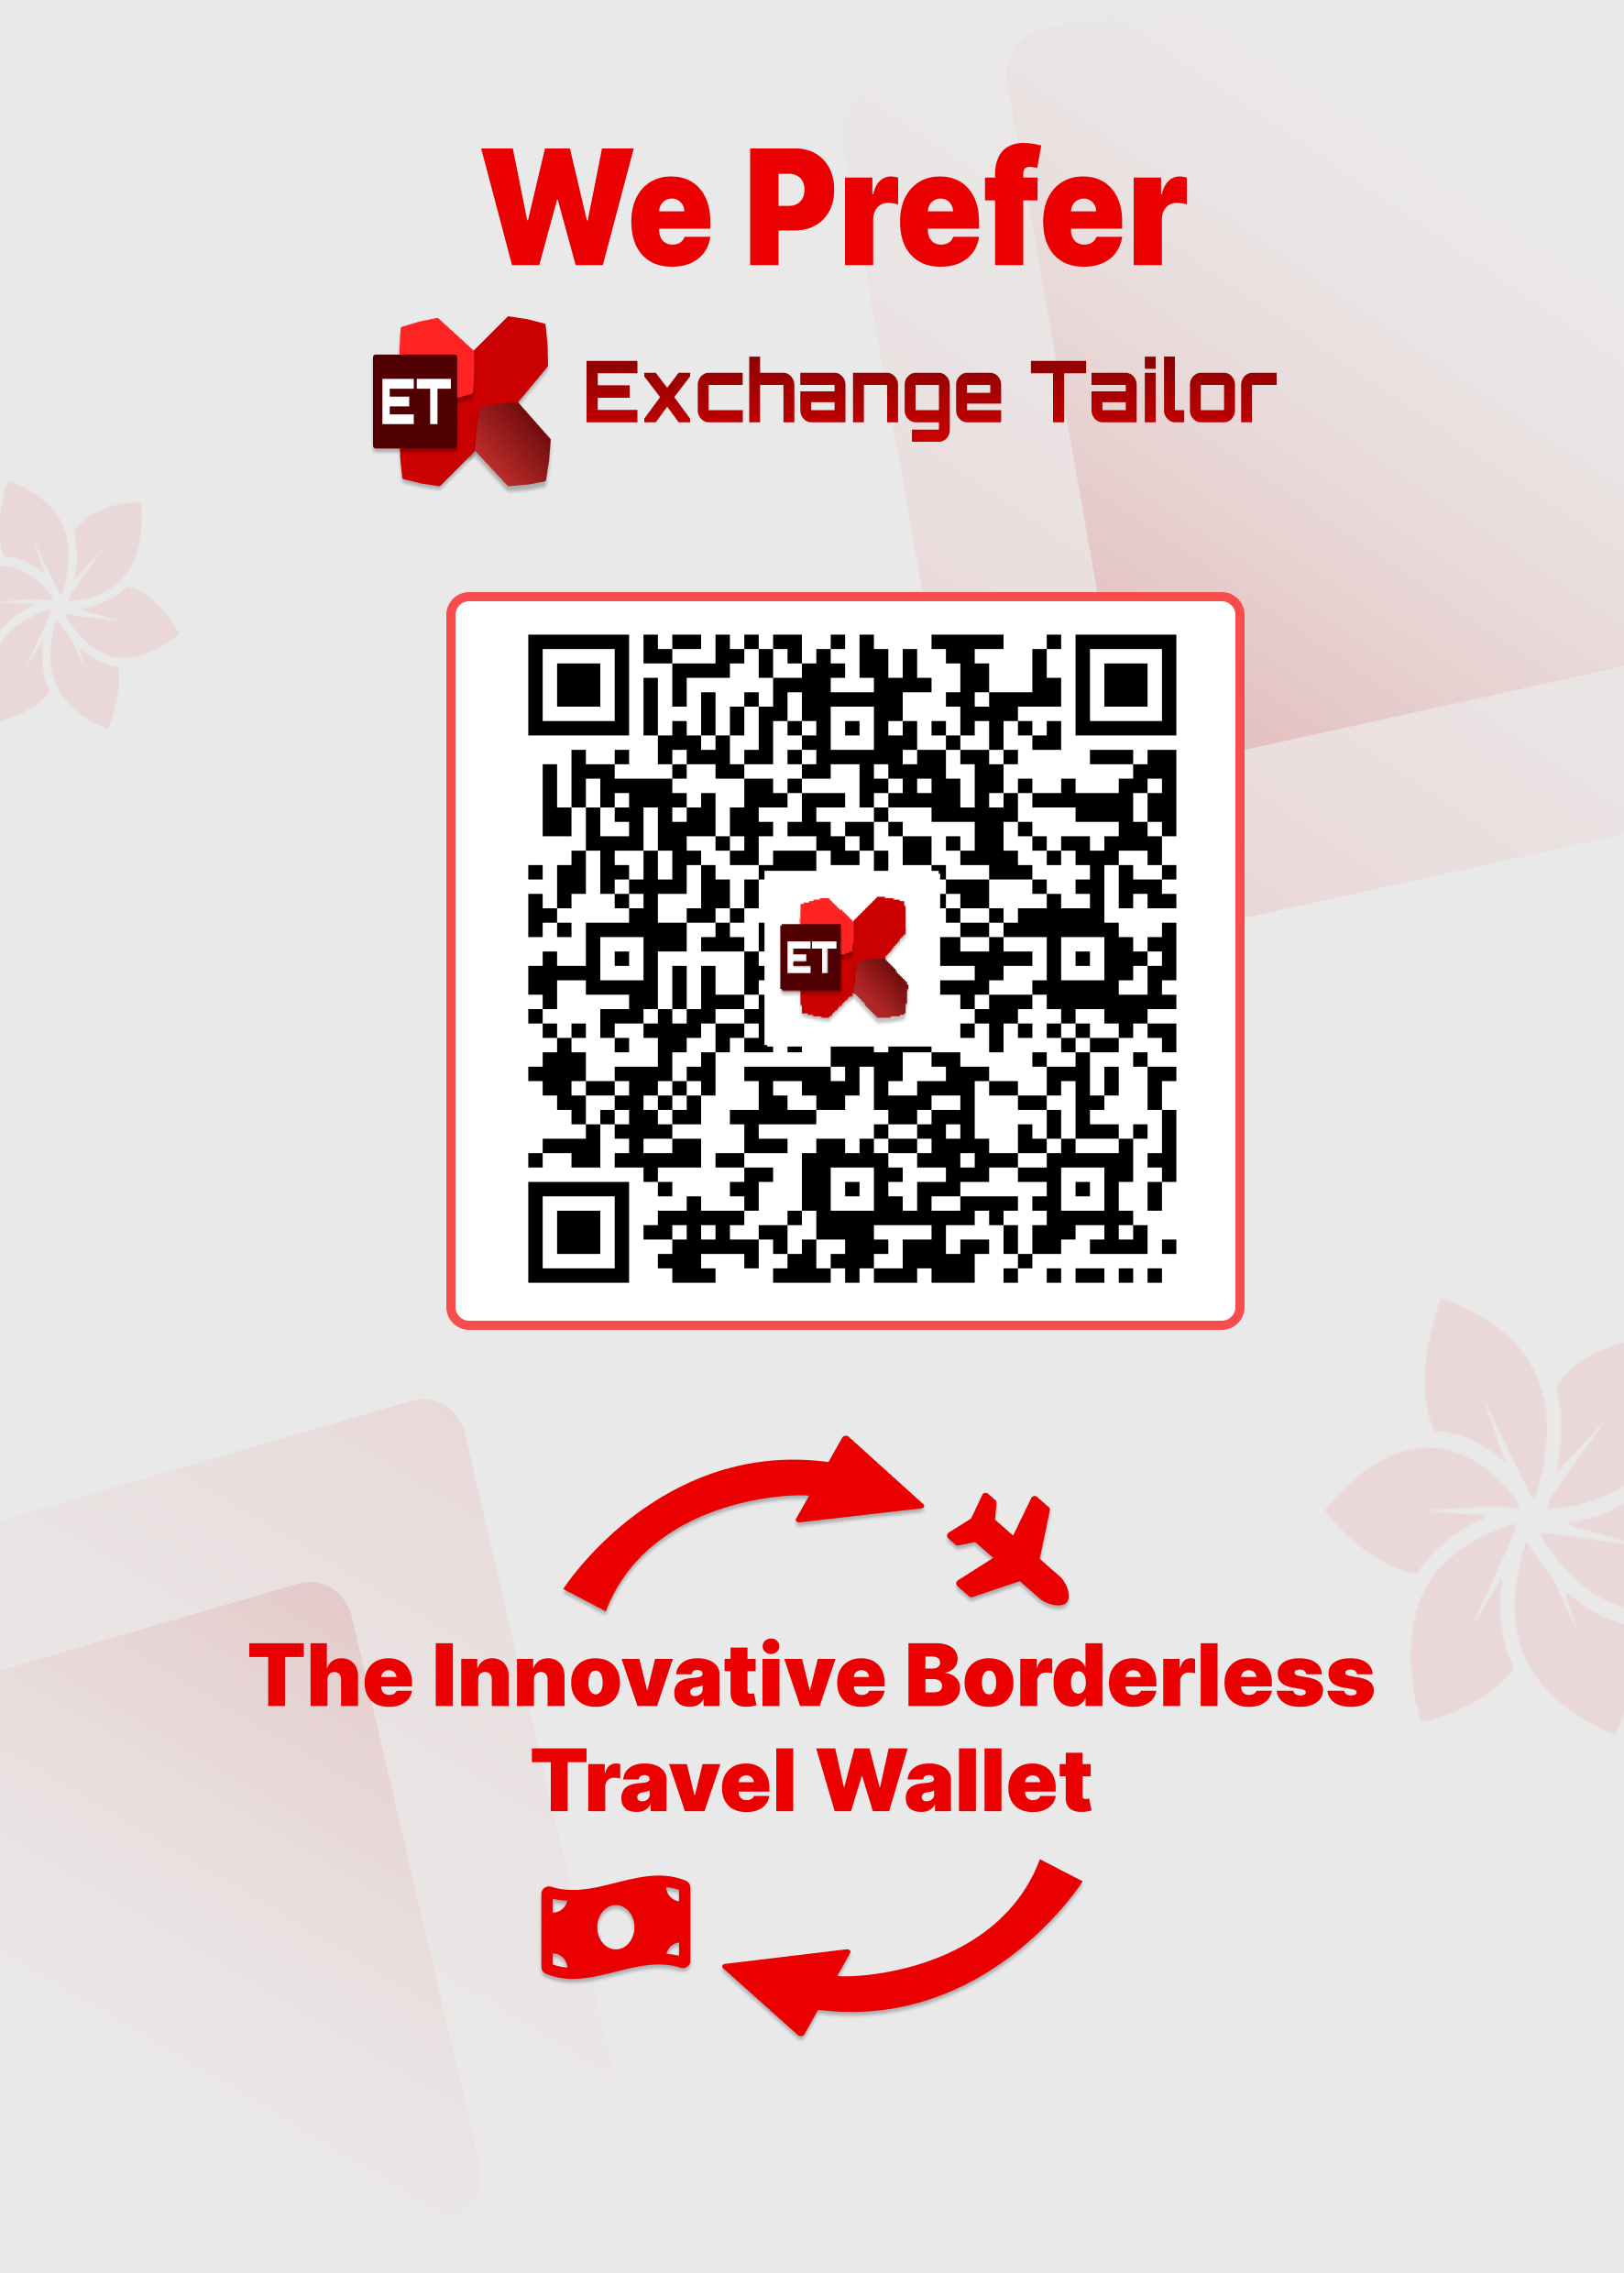 We Prefer
ET Exchange Tailor
ET
The Innovative Borderless
Travel Wallet